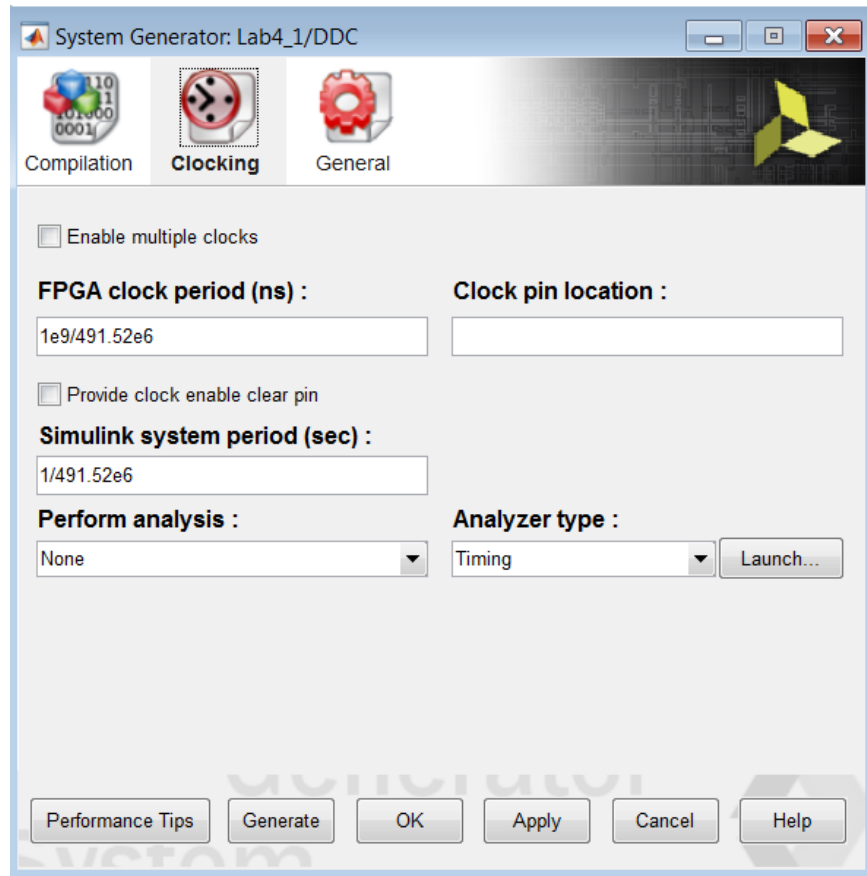 System Generator: Lab4_1/DDC
Compilation Clocking General
Enable multiple clocks
FPGA clock period (ns) : Clock pin location :
1e9/491.52e6
Provide clock enable clear pin
Simulink system period (sec) :
1/491.52e6
Perform analysis : Analyzer type :
None Timing Launch...
Generator
Performance Tips Generate OK Apply Cancel Help
System